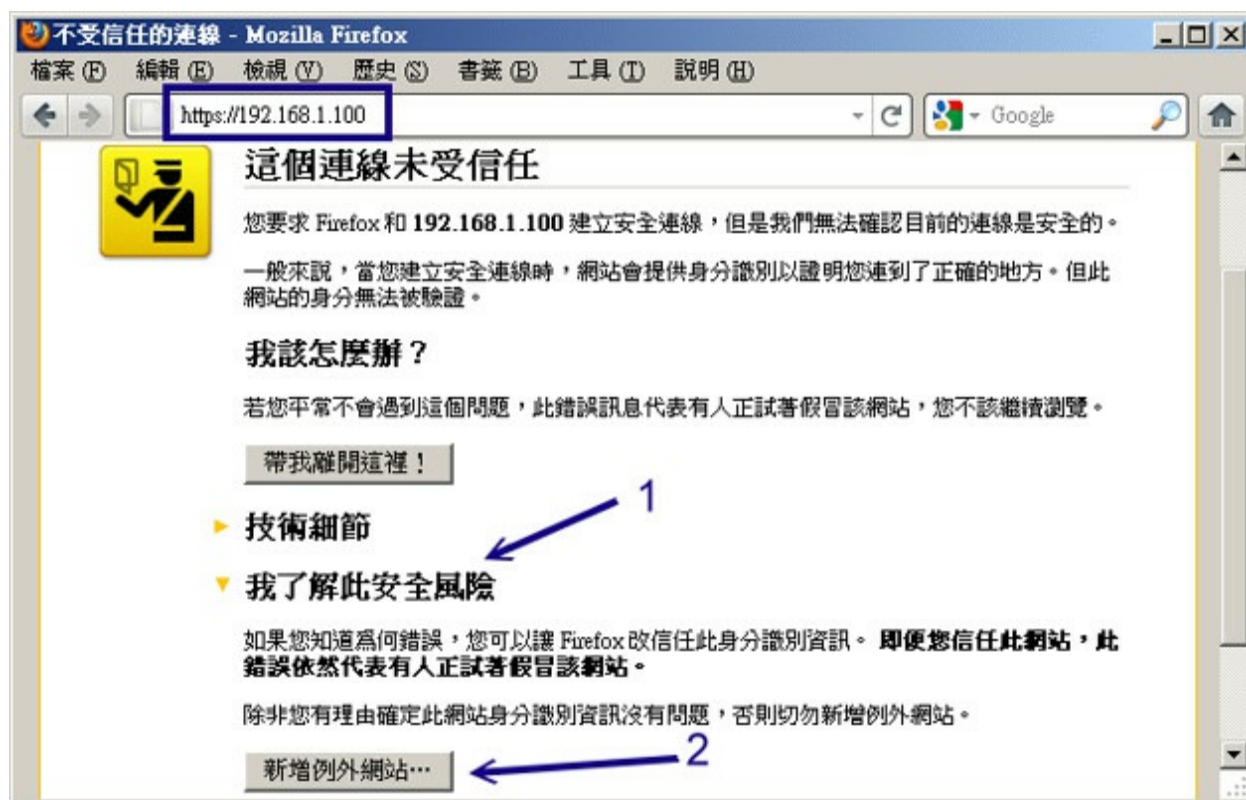 不受信任的連線 - Mozilla Firefox
檔案 (F) 編輯 (E) 檢視 (V) 歷史 (S) 書籤 (B) 工具 (T) 說明 (H)
https://192.168.1.100 Google
這個連線未受信任
您要求 Firefox 和 192.168.1.100 建立安全連線，但是我們無法確認目前的連線是安全的。
一般來說，當您建立安全連線時，網站會提供身分識別以證明您連到了正確的地方。但此
網站的身分無法被驗證。
我該怎麼辦？
若您平常不會遇到這個問題，此錯誤訊息代表有人正試著假冒該網站，您不該繼續瀏覽。
帶我離開這裡！
1
技術細節
我了解此安全風險
如果您知道為何錯誤，您可以讓 Firefox 改信任此身分識別資訊。 即便您信任此網站，此
錯誤依然代表有人正試著假冒該網站。
除非您有理由確定此網站身分識別資訊沒有問題，否則切勿新增例外網站。
新增例外網站…
2